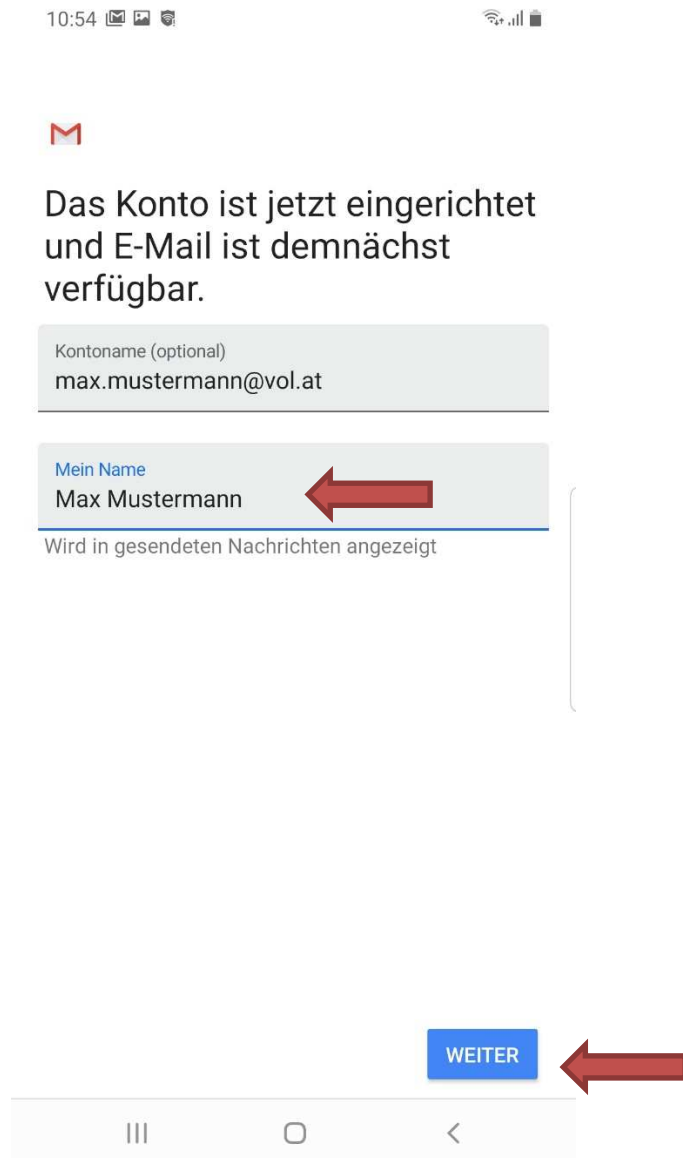 10:54
Das Konto ist jetzt eingerichtet
und E-Mail ist demnächst
verfügbar.
Kontoname (optional)
max.mustermann@vol.at
Mein Name
Max Mustermann
Wird in gesendeten Nachrichten angezeigt
WEITER